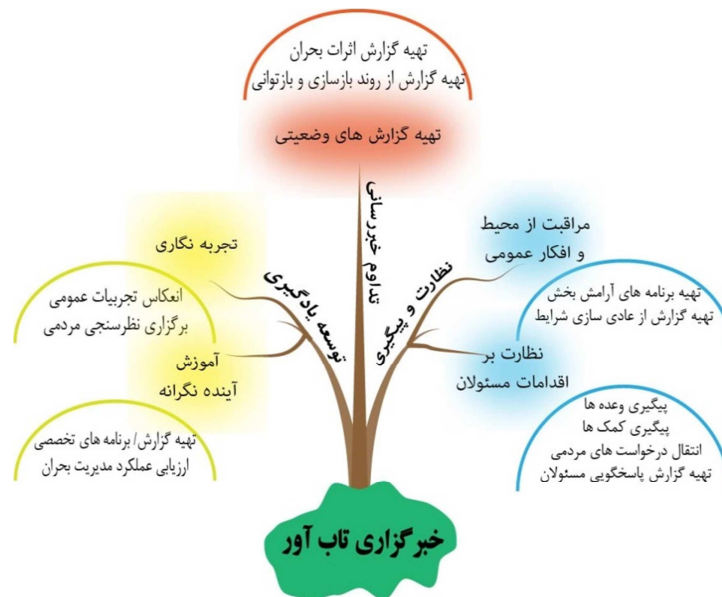 تهیه گزارش اثرات بحران
تهیه گزارش از روند بازسازی و بازتوانی
تهیه گزارش های وضعیتی
تداوم خبررسانی
نظارت و پیگیری
مراقبت از محیط
و افکار عمومی
تهیه برنامه های آرامش بخش
تهیه گزارش از عادی سازی شرایط
نظارت بر
اقدامات مسئولان
پیگیری وعده ها
پیگیری کمک ها
انتقال درخواست های مردمی
تهیه گزارش پاسخگویی مسئولان
توسعه یادگیری
تجربه نگاری
انعکاس تجربیات عمومی
برگزاری نظرسنجی مردمی
آموزش
آینده نگرانه
تهیه گزارش/ برنامه های تخصصی
ارزیابی عملکرد مدیریت بحران
خبرگزاری تاب آور